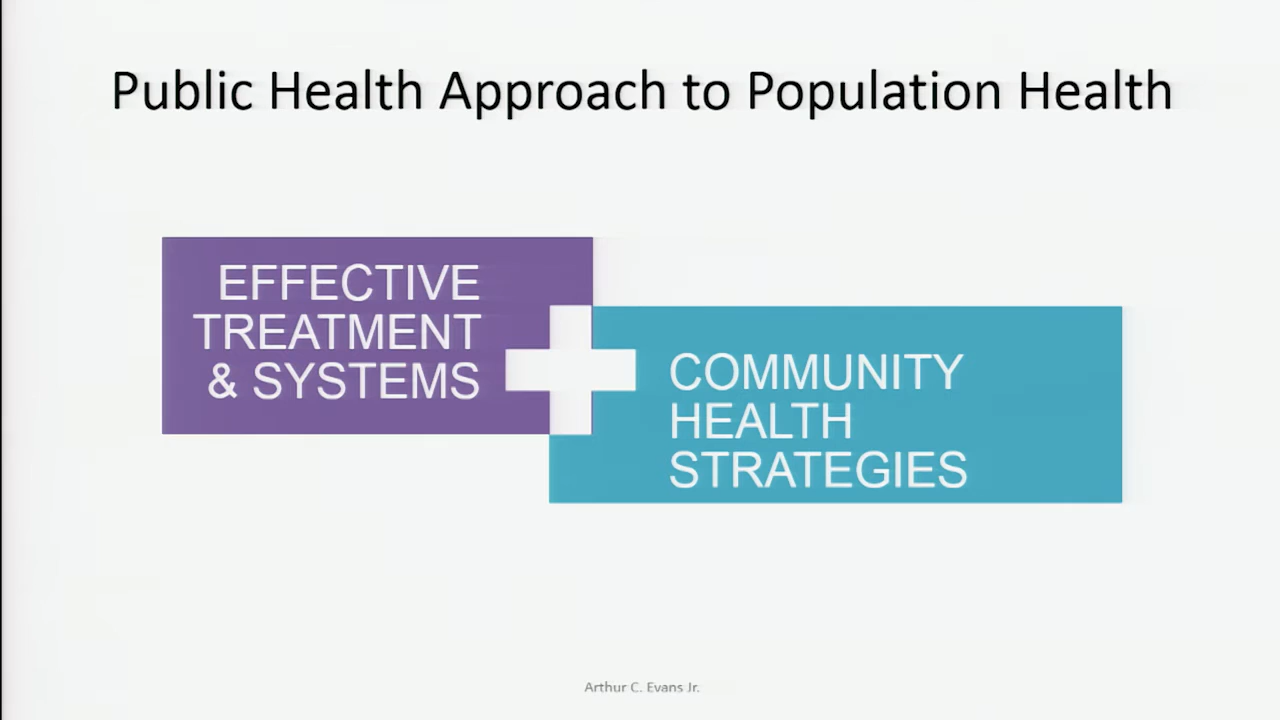 Public Health Approach to Population Health
EFFECTIVE
TREATMENT
& SYSTEMS
COMMUNITY
HEALTH
STRATEGIES
Arthur C. Evans Jr.